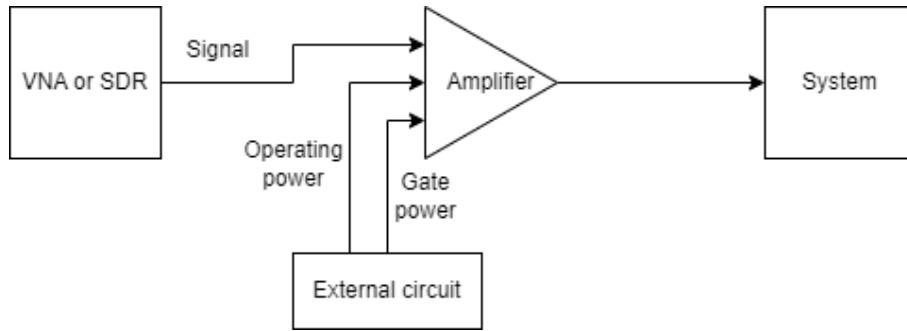 Signal
VNA or SDR
Amplifier
System
Operating
power
Gate
power
External circuit